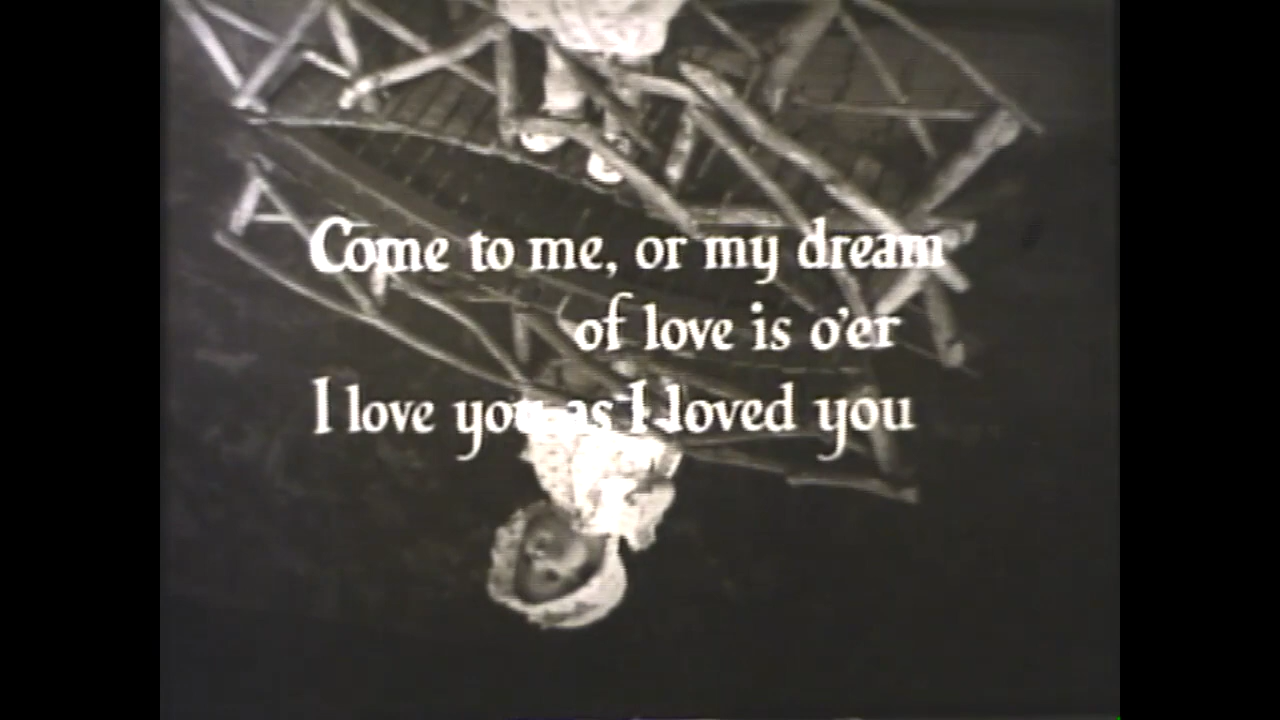 Come to me, or my dream
of love is o'er
I love you as I loved you